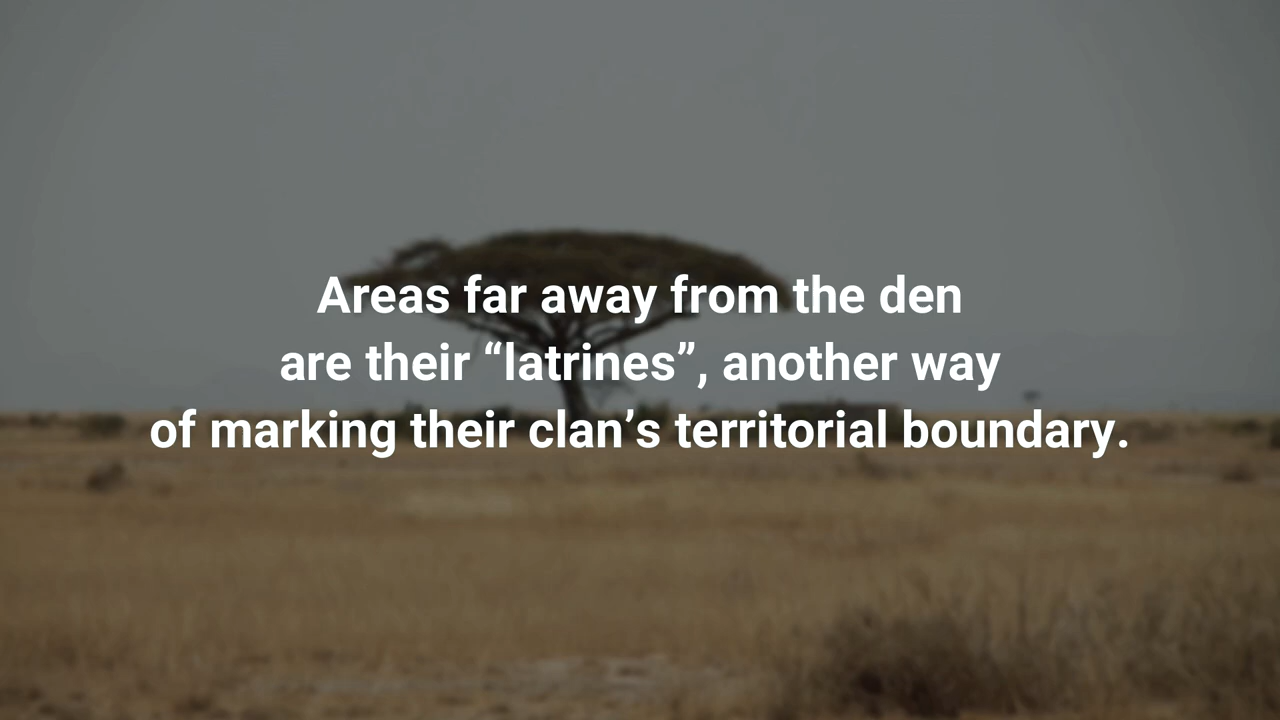 Areas far away from the den
are their “latrines”, another way
of marking their clan’s territorial boundary.